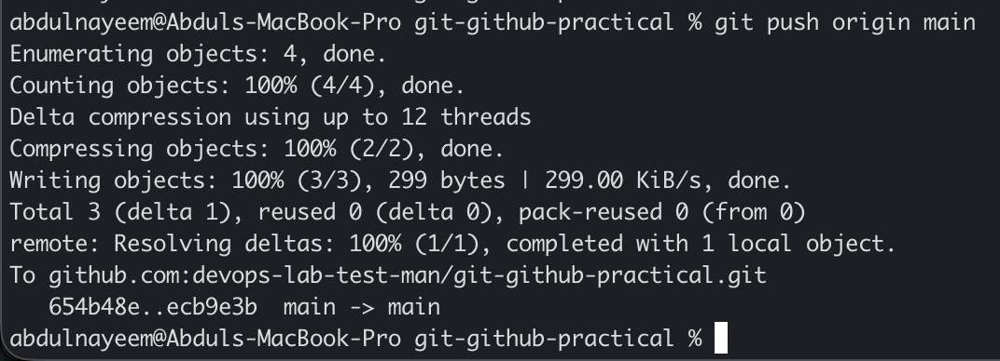 abdulnayeem@Abduls-MacBook-Pro git-github-practical % git push origin main
Enumerating objects: 4, done.
Counting objects: 100% (4/4), done.
Delta compression using up to 12 threads
Compressing objects: 100% (2/2), done.
Writing objects: 100% (3/3), 299 bytes | 299.00 KiB/s, done.
Total 3 (delta 1), reused 0 (delta 0), pack-reused 0 (from 0)
remote: Resolving deltas: 100% (1/1), completed with 1 local object.
To github.com:devops-lab-test-man/git-github-practical.git
   654b48e..ecb9e3b  main -> main
abdulnayeem@Abduls-MacBook-Pro git-github-practical %